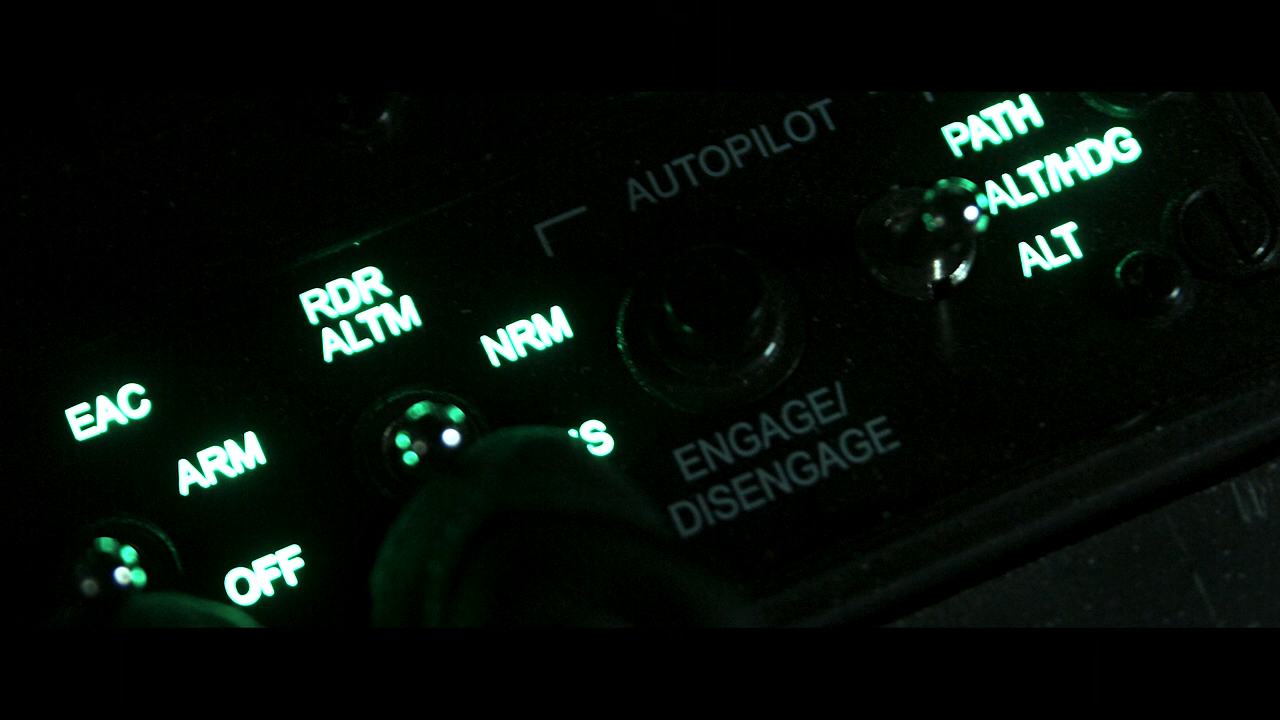 AUTOPILOT
PATH
ALT/HDG
ALT
RDR
ALTM
NRM
EAC
ARM
OFF
ENGAGE/
DISENGAGE